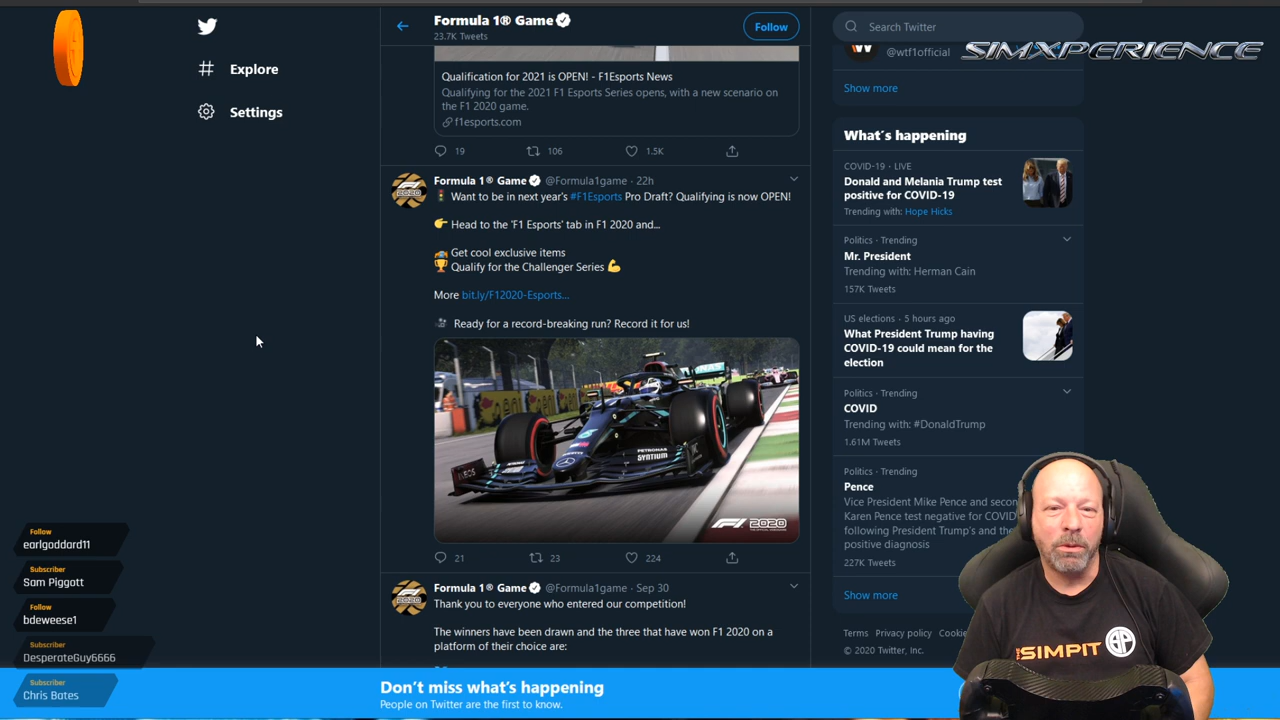 Explore
Settings
Formula 1® Game
23.7K Tweets
Follow
Qualification for 2021 is OPEN! - F1Esports News
Qualifying for the 2021 F1 Esports Series opens, with a new scenario on
the F1 2020 game.
f1esports.com
19 106 1.5K
Formula 1® Game @Formula1game · 22h
Want to be in next year's #F1Esports Pro Draft? Qualifying is now OPEN!
Head to the 'F1 Esports' tab in F1 2020 and...
Get cool exclusive items
Qualify for the Challenger Series
More bit.ly/F12020-Esports...
Ready for a record-breaking run? Record it for us!
INEOS
PETRONAS
SYNTIUM
F1 2020
21 23 224
Formula 1® Game @Formula1game · Sep 30
Thank you to everyone who entered our competition!
The winners have been drawn and the three that have won F1 2020 on a
platform of their choice are:
Search Twitter
@wtf1official
SIMXPERIENCE
Show more
What's happening
COVID-19 · LIVE
Donald and Melania Trump test
positive for COVID-19
Trending with: Hope Hicks
Politics · Trending
Mr. President
Trending with: Herman Cain
157K Tweets
US elections · 5 hours ago
What President Trump having
COVID-19 could mean for the
election
Politics · Trending
COVID
Trending with: #DonaldTrump
1.61M Tweets
Politics · Trending
Pence
Vice President Mike Pence and secon
Karen Pence test negative for COVID
following President Trump's and the
positive diagnosis
227K Tweets
Show more
Terms Privacy policy Cookie
© 2020 Twitter, Inc.
SIMPIT
Follow
earlgoddard11
Subscriber
Sam Piggott
Follow
bdeweese1
Subscriber
DesperateGuy6666
Subscriber
Chris Bates
Don't miss what's happening
People on Twitter are the first to know.